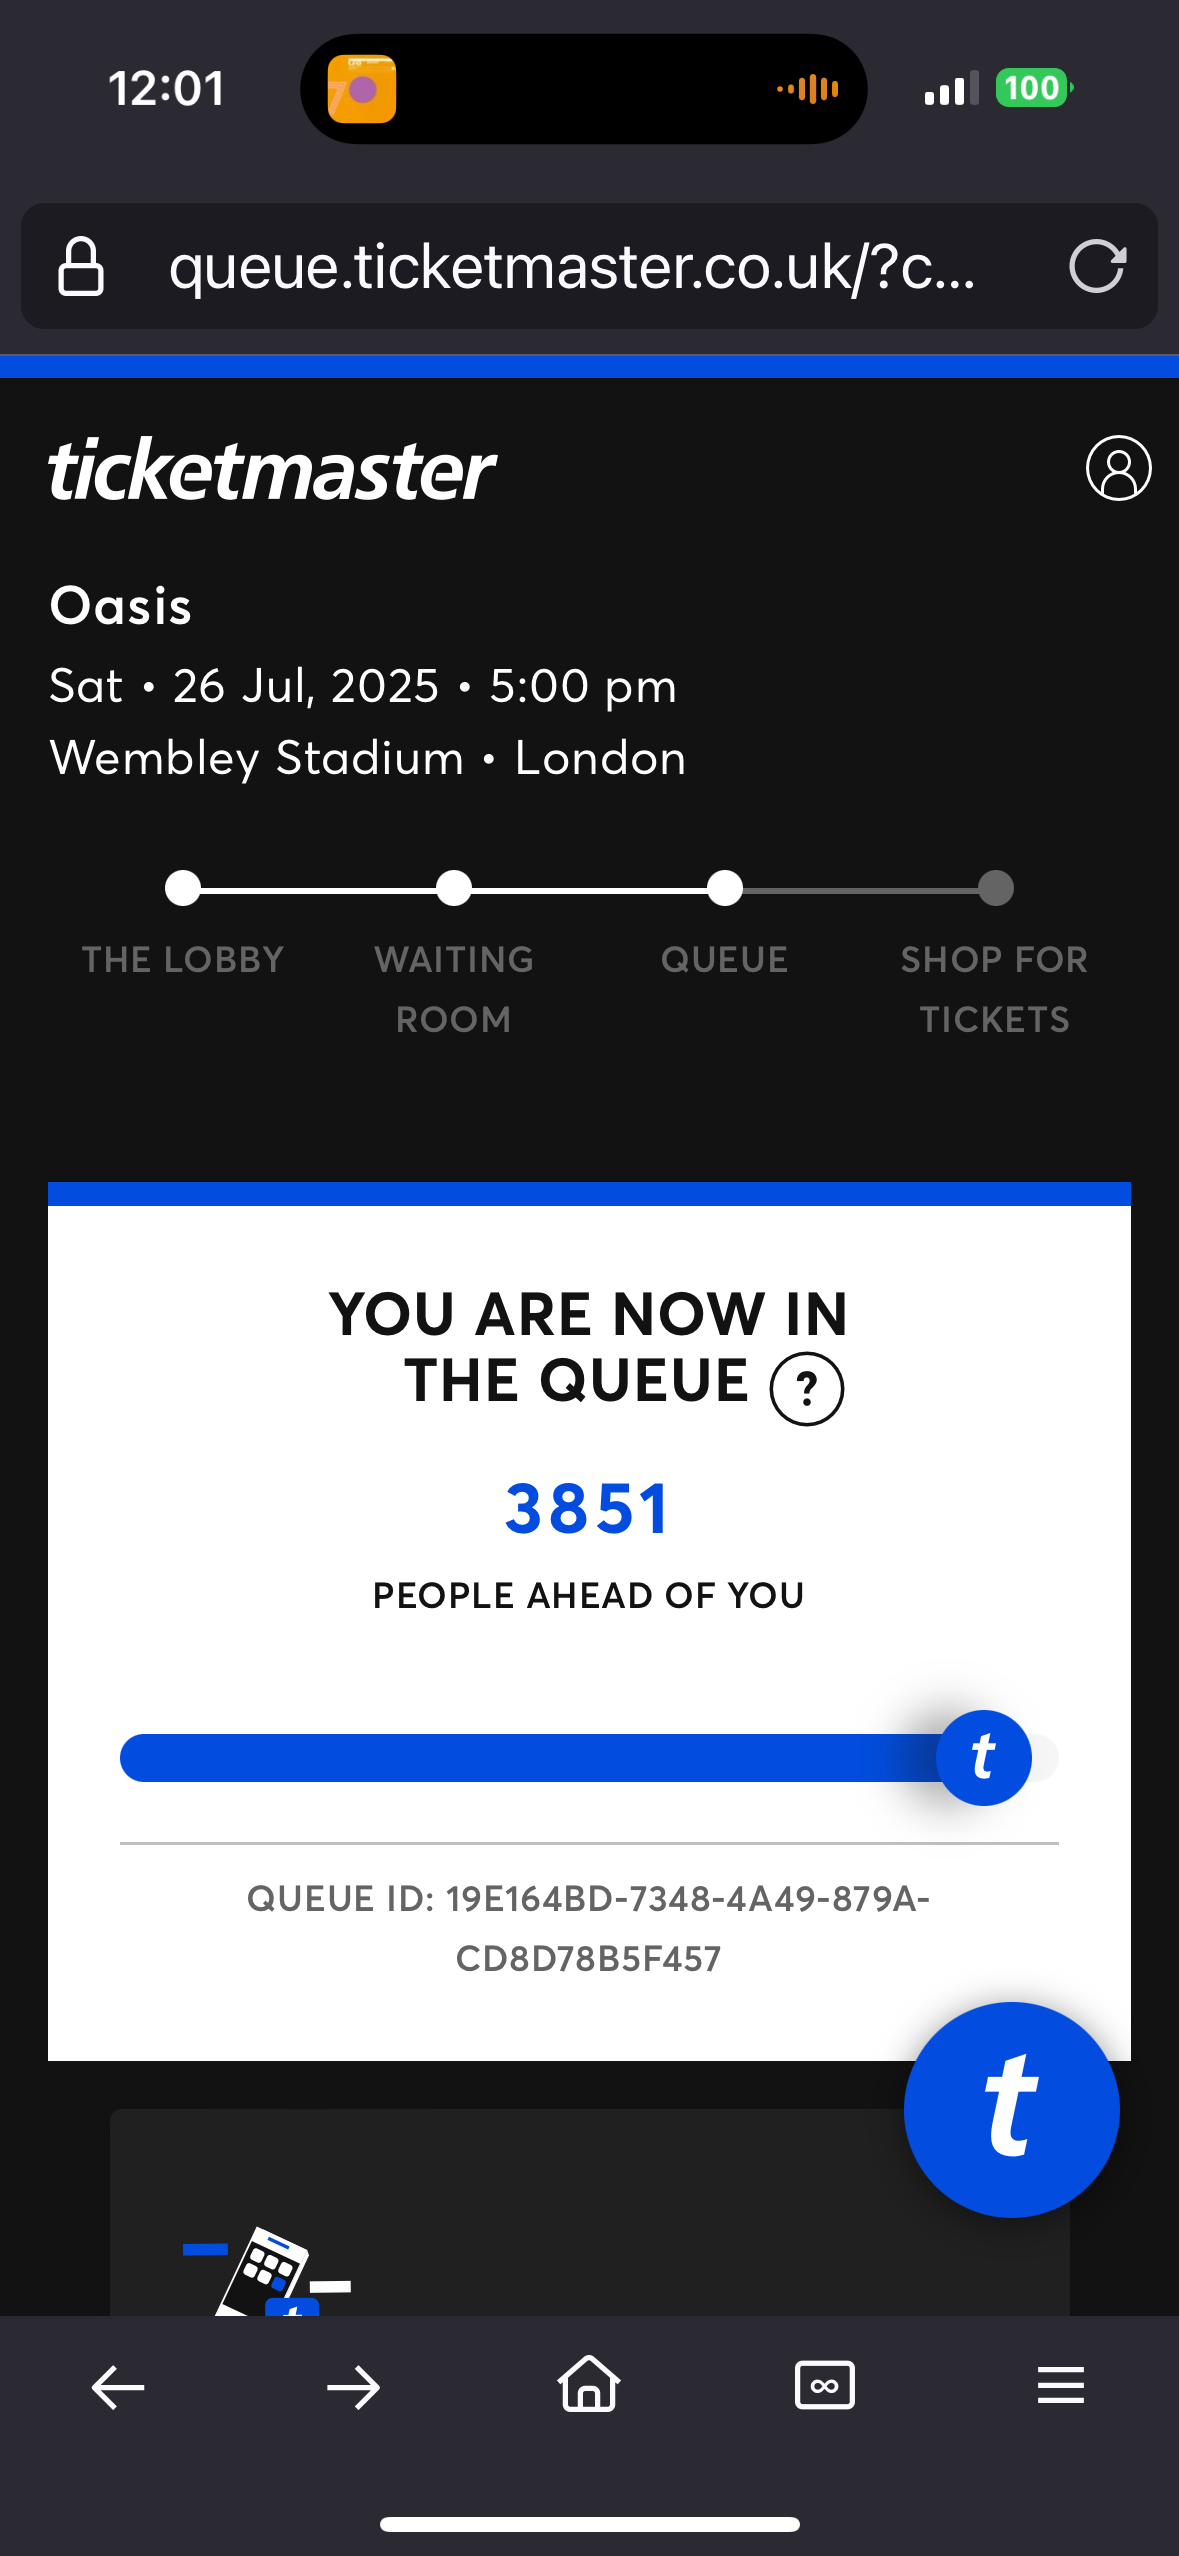 12:01
100
queue.ticketmaster.co.uk/?c...
ticketmaster
Oasis
Sat • 26 Jul, 2025 • 5:00 pm
Wembley Stadium • London
THE LOBBY
WAITING
ROOM
QUEUE
SHOP FOR
TICKETS
YOU ARE NOW IN
THE QUEUE ?
3851
PEOPLE AHEAD OF YOU
t
QUEUE ID: 19E164BD-7348-4A49-879A-
CD8D78B5F457
t
t
∞